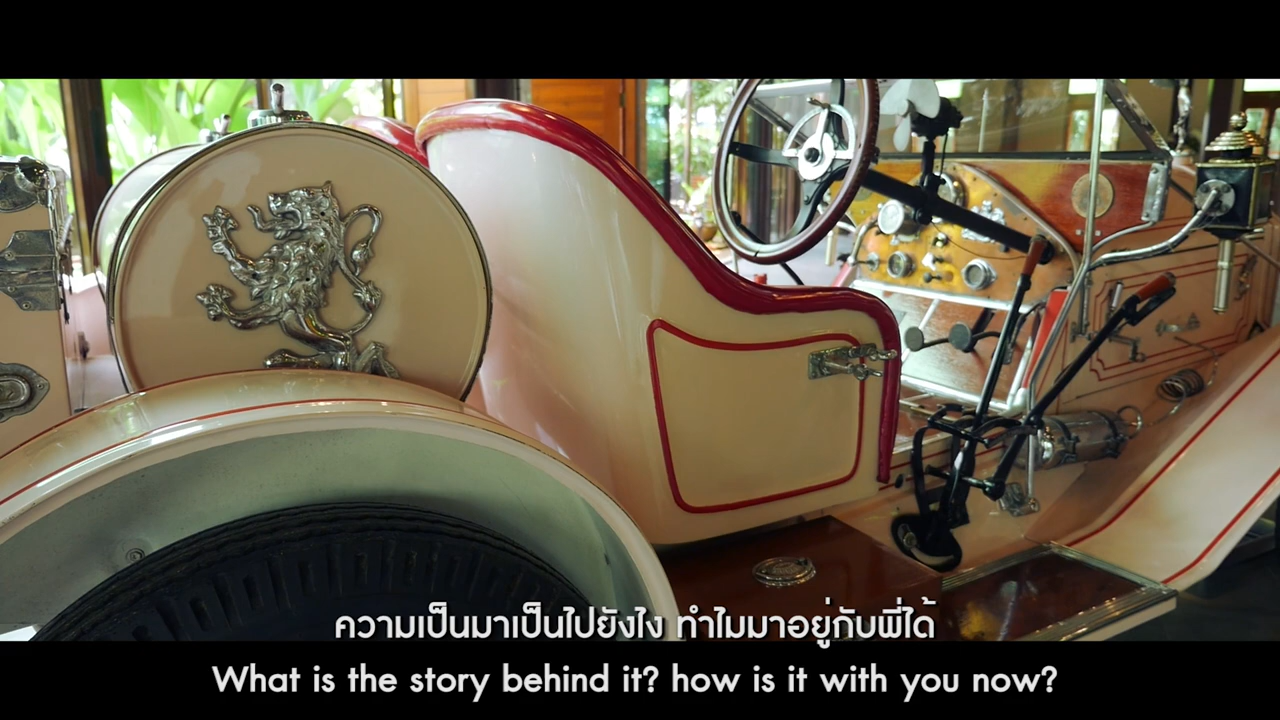 ความเป็นมาเป็นไปยังไง ทำไมมาอยู่กับพี่ได้
What is the story behind it? how is it with you now?